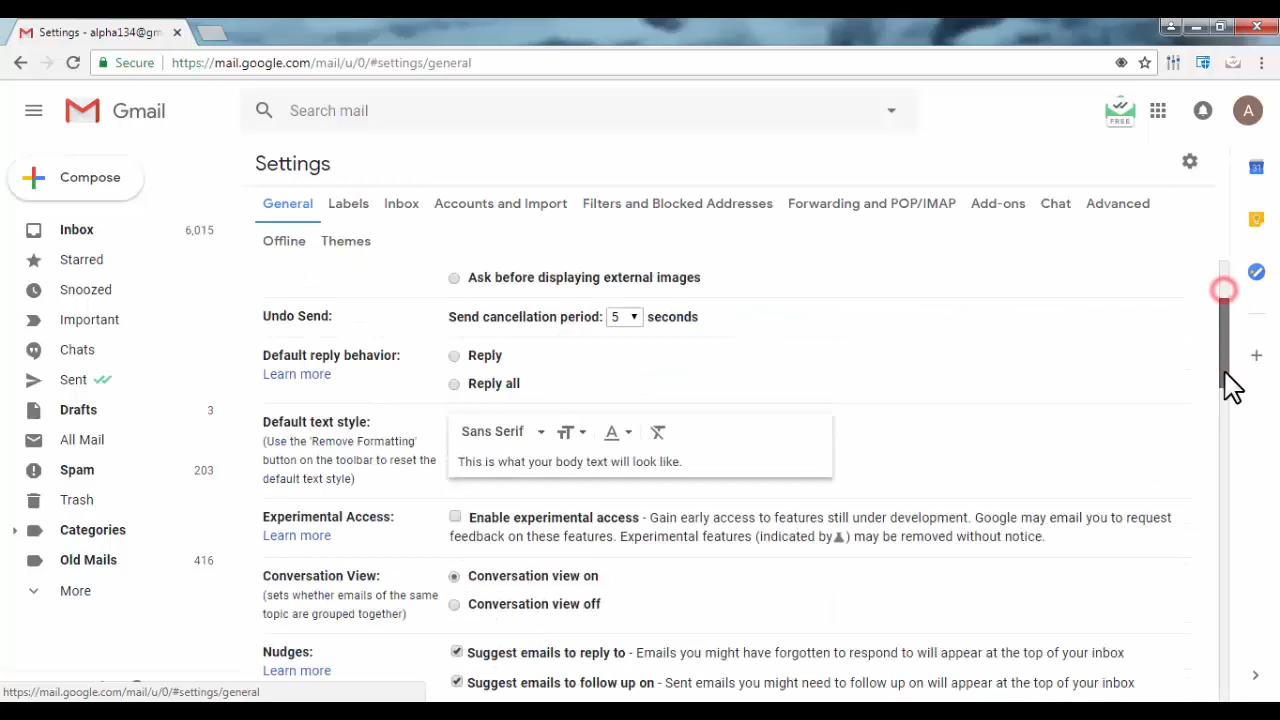 Settings - alpha134@gm
Secure
https://mail.google.com/mail/u/0/#settings/general
Gmail
Search mail
FREE
A
Compose
Settings
31
General
Labels
Inbox
Accounts and Import
Filters and Blocked Addresses
Forwarding and POP/IMAP
Add-ons
Chat
Advanced
Offline
Themes
Inbox 6,015
Starred
Snoozed
Important
Chats
Sent
Drafts 3
All Mail
Spam 203
Trash
Categories
Old Mails 416
More
Ask before displaying external images
Undo Send:
Send cancellation period: 5 seconds
Default reply behavior:
Learn more
Reply
Reply all
Default text style:
(Use the 'Remove Formatting'
button on the toolbar to reset the
default text style)
Sans Serif
This is what your body text will look like.
Experimental Access:
Learn more
Enable experimental access - Gain early access to features still under development. Google may email you to request
feedback on these features. Experimental features (indicated by ) may be removed without notice.
Conversation View:
(sets whether emails of the same
topic are grouped together)
Conversation view on
Conversation view off
Nudges:
Learn more
Suggest emails to reply to - Emails you might have forgotten to respond to will appear at the top of your inbox
Suggest emails to follow up on - Sent emails you might need to follow up on will appear at the top of your inbox
https://mail.google.com/mail/u/0/#settings/general